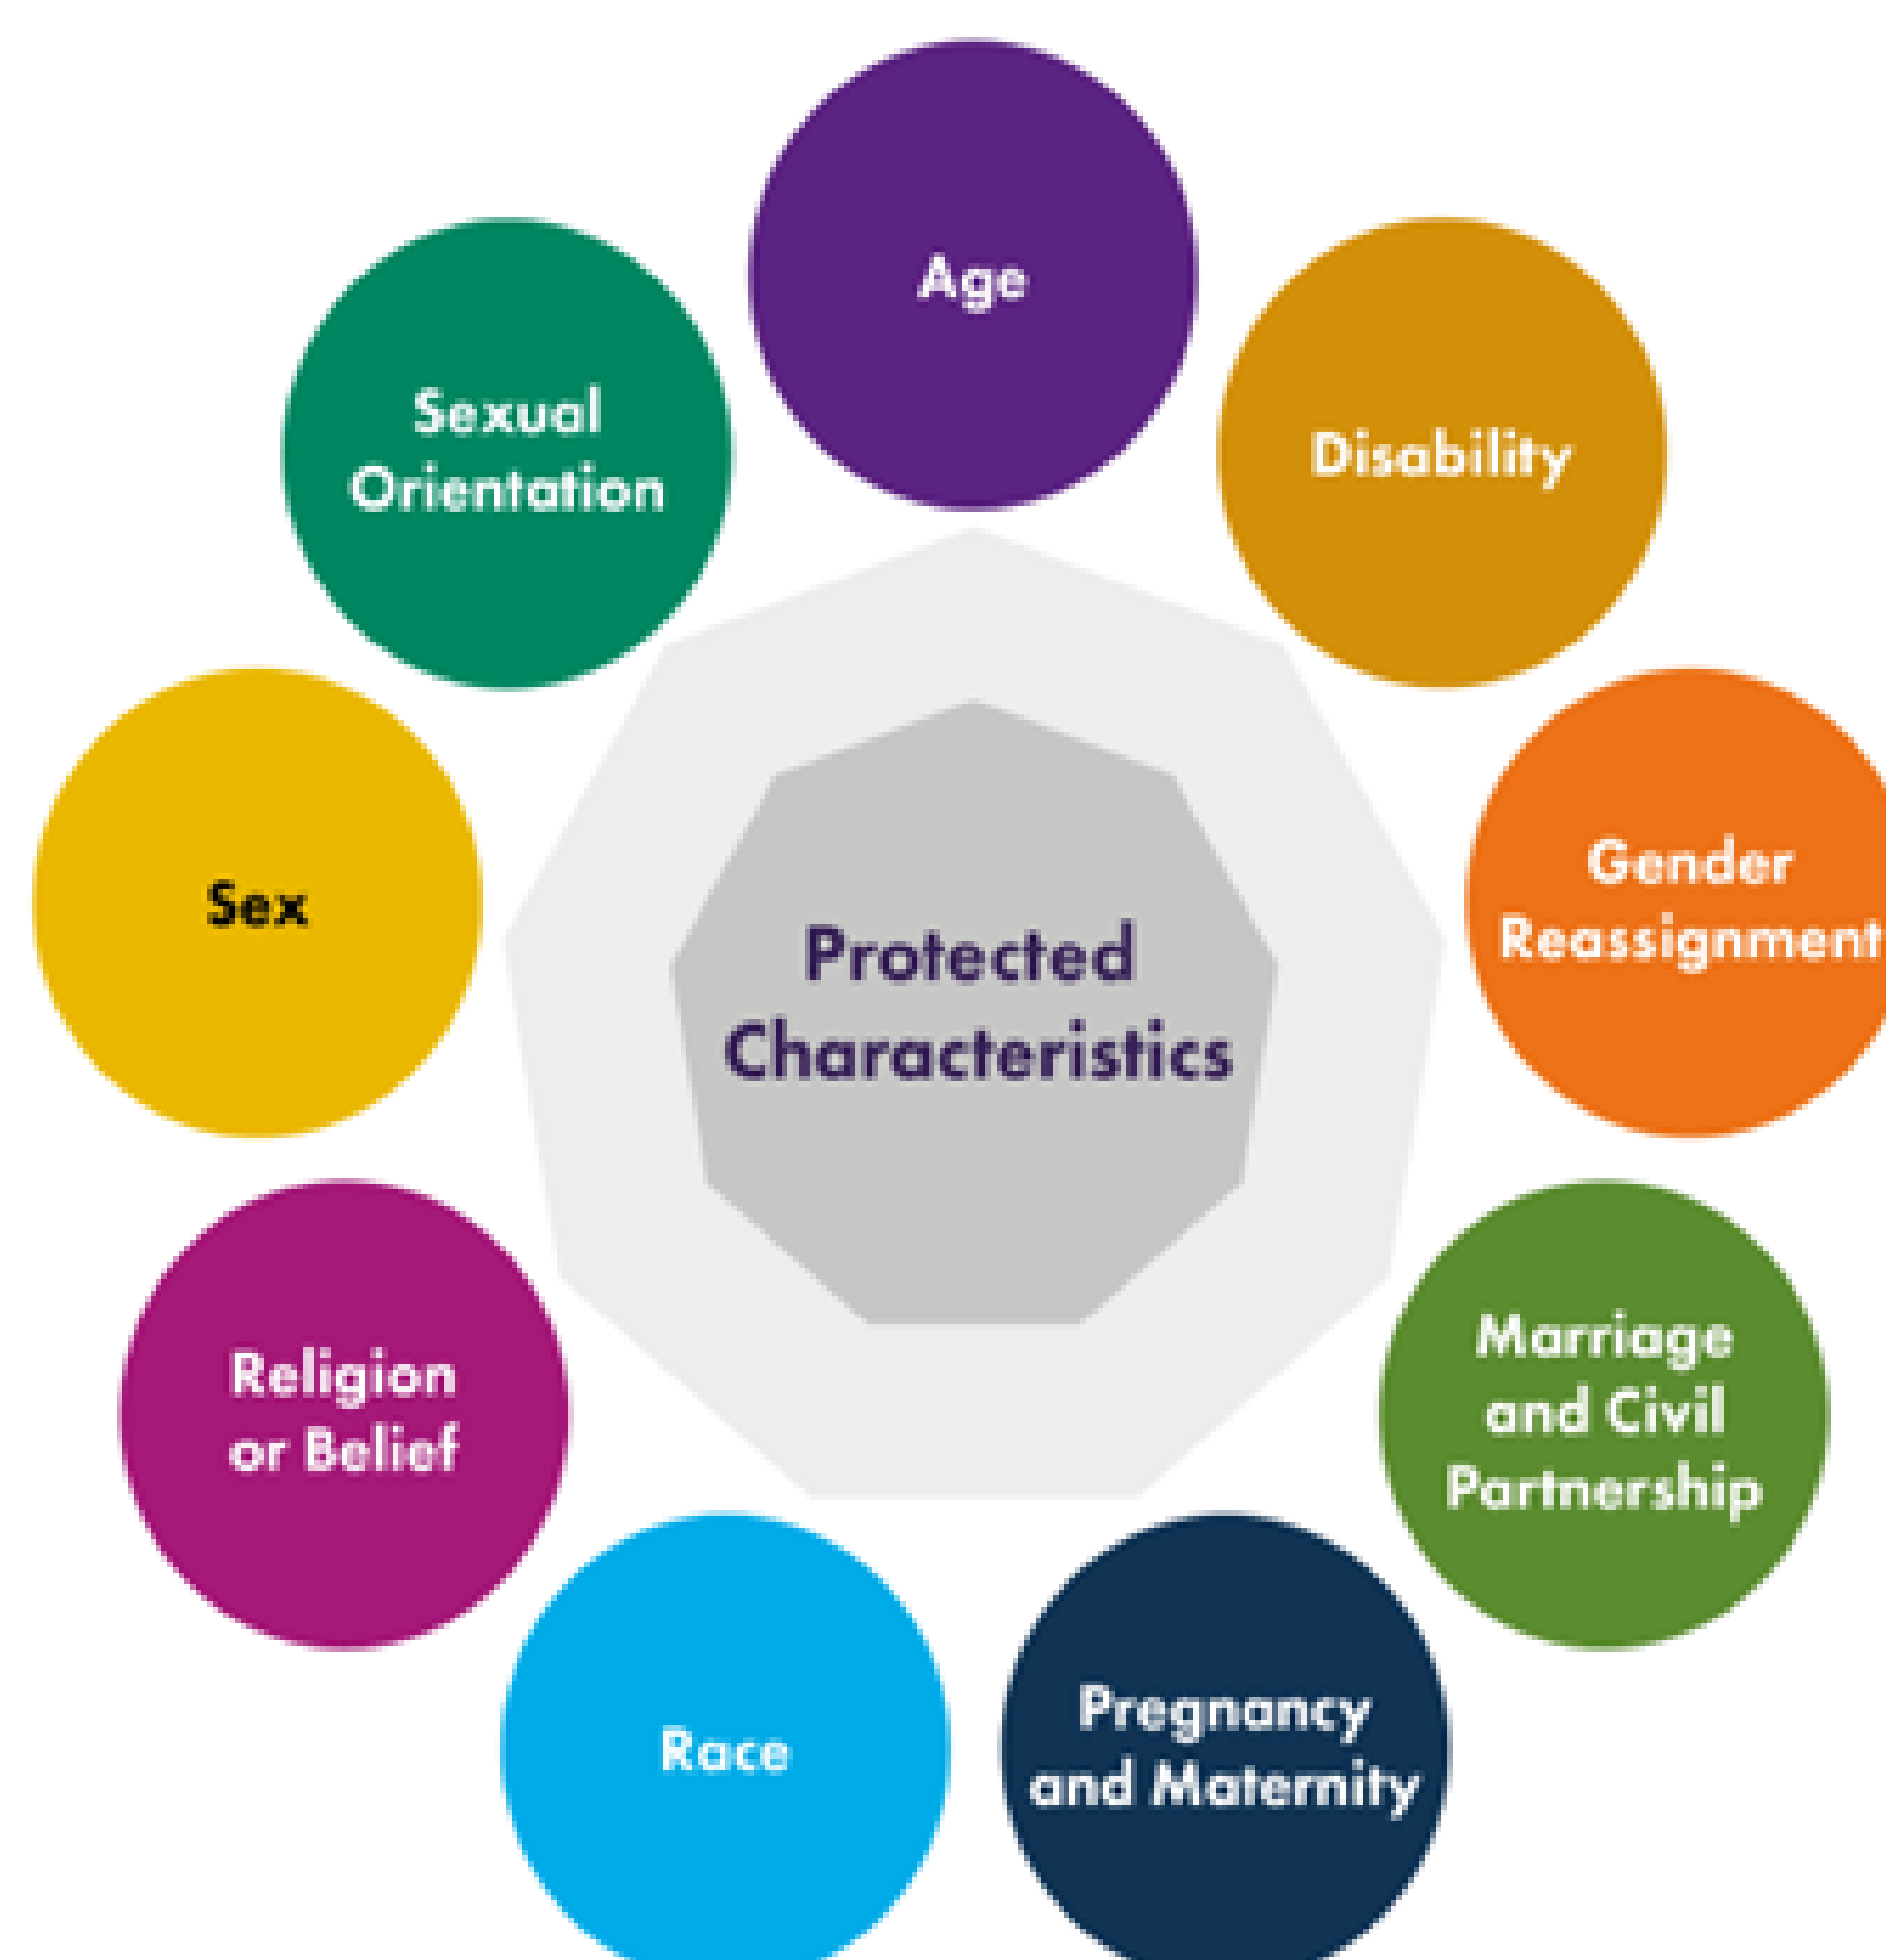 Age
Disability
Gender
Reassignment
Marriage
and Civil
Partnership
Pregnancy
and Maternity
Race
Religion
or Belief
Sex
Sexual
Orientation
Protected
Characteristics